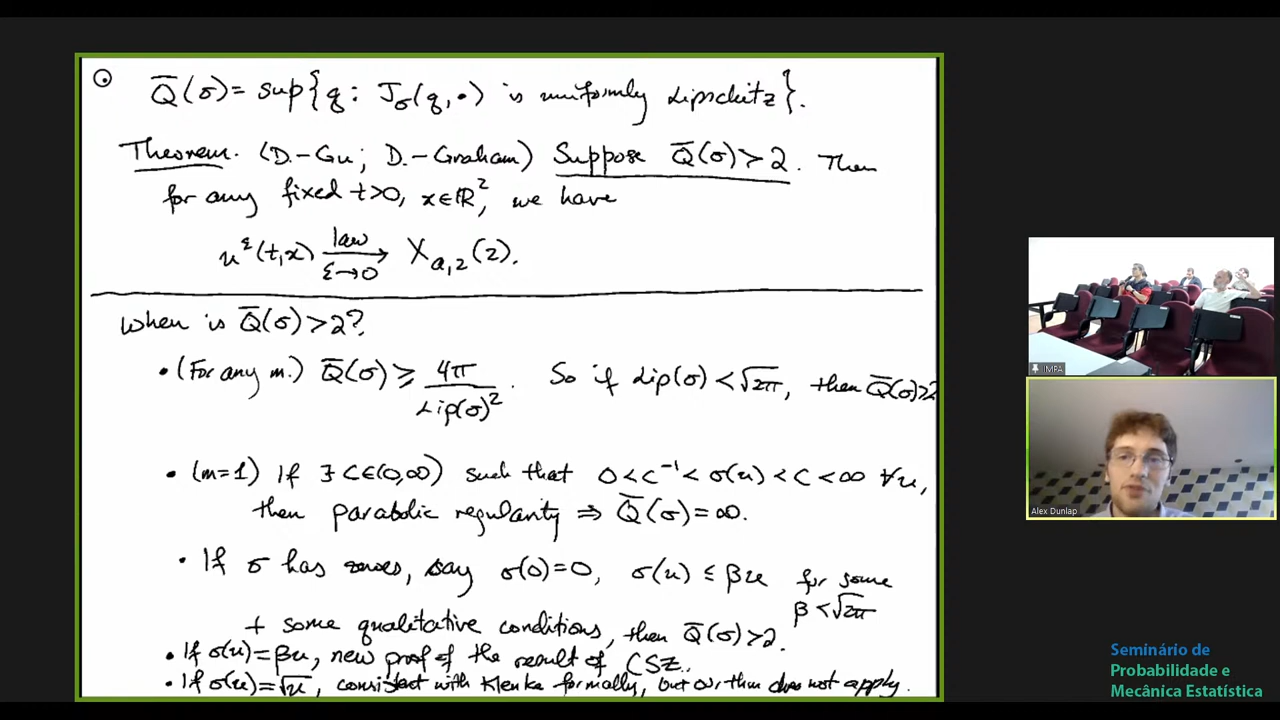 ⊙ Q̄(σ) = sup{q : J_σ(q, •) is uniformly Lipschitz}.
Theorem. (D.-Gu; D.-Graham) Suppose Q̄(σ) > 2. Then
for any fixed t>0, x∈ℝ², we have
u^ε(t,x) law→ ε→0 X_{a,2}(2).
When is Q̄(σ) > 2?
• (For any m.) Q̄(σ) ≥ 4π / Lip(σ)². So if Lip(σ) < √2π, then Q̄(σ)>2
• (m=1) If ∃ C∈(0,∞) such that 0 < C⁻¹ < σ(u) < C < ∞ ∀u,
then parabolic regularity ⇒ Q̄(σ) = ∞.
• If σ has zeroes, say σ(0) = 0, σ(u) ≤ βu for some
β < √2π
+ some qualitative conditions, then Q̄(σ) > 2.
• If σ(u) = βu, new proof of the result of CSZ.
• If σ(u) = √u, consistent with Klenke formally, but our thm does not apply.
IMPA
Alex Dunlap
Seminário de
Probabilidade e
Mecânica Estatística